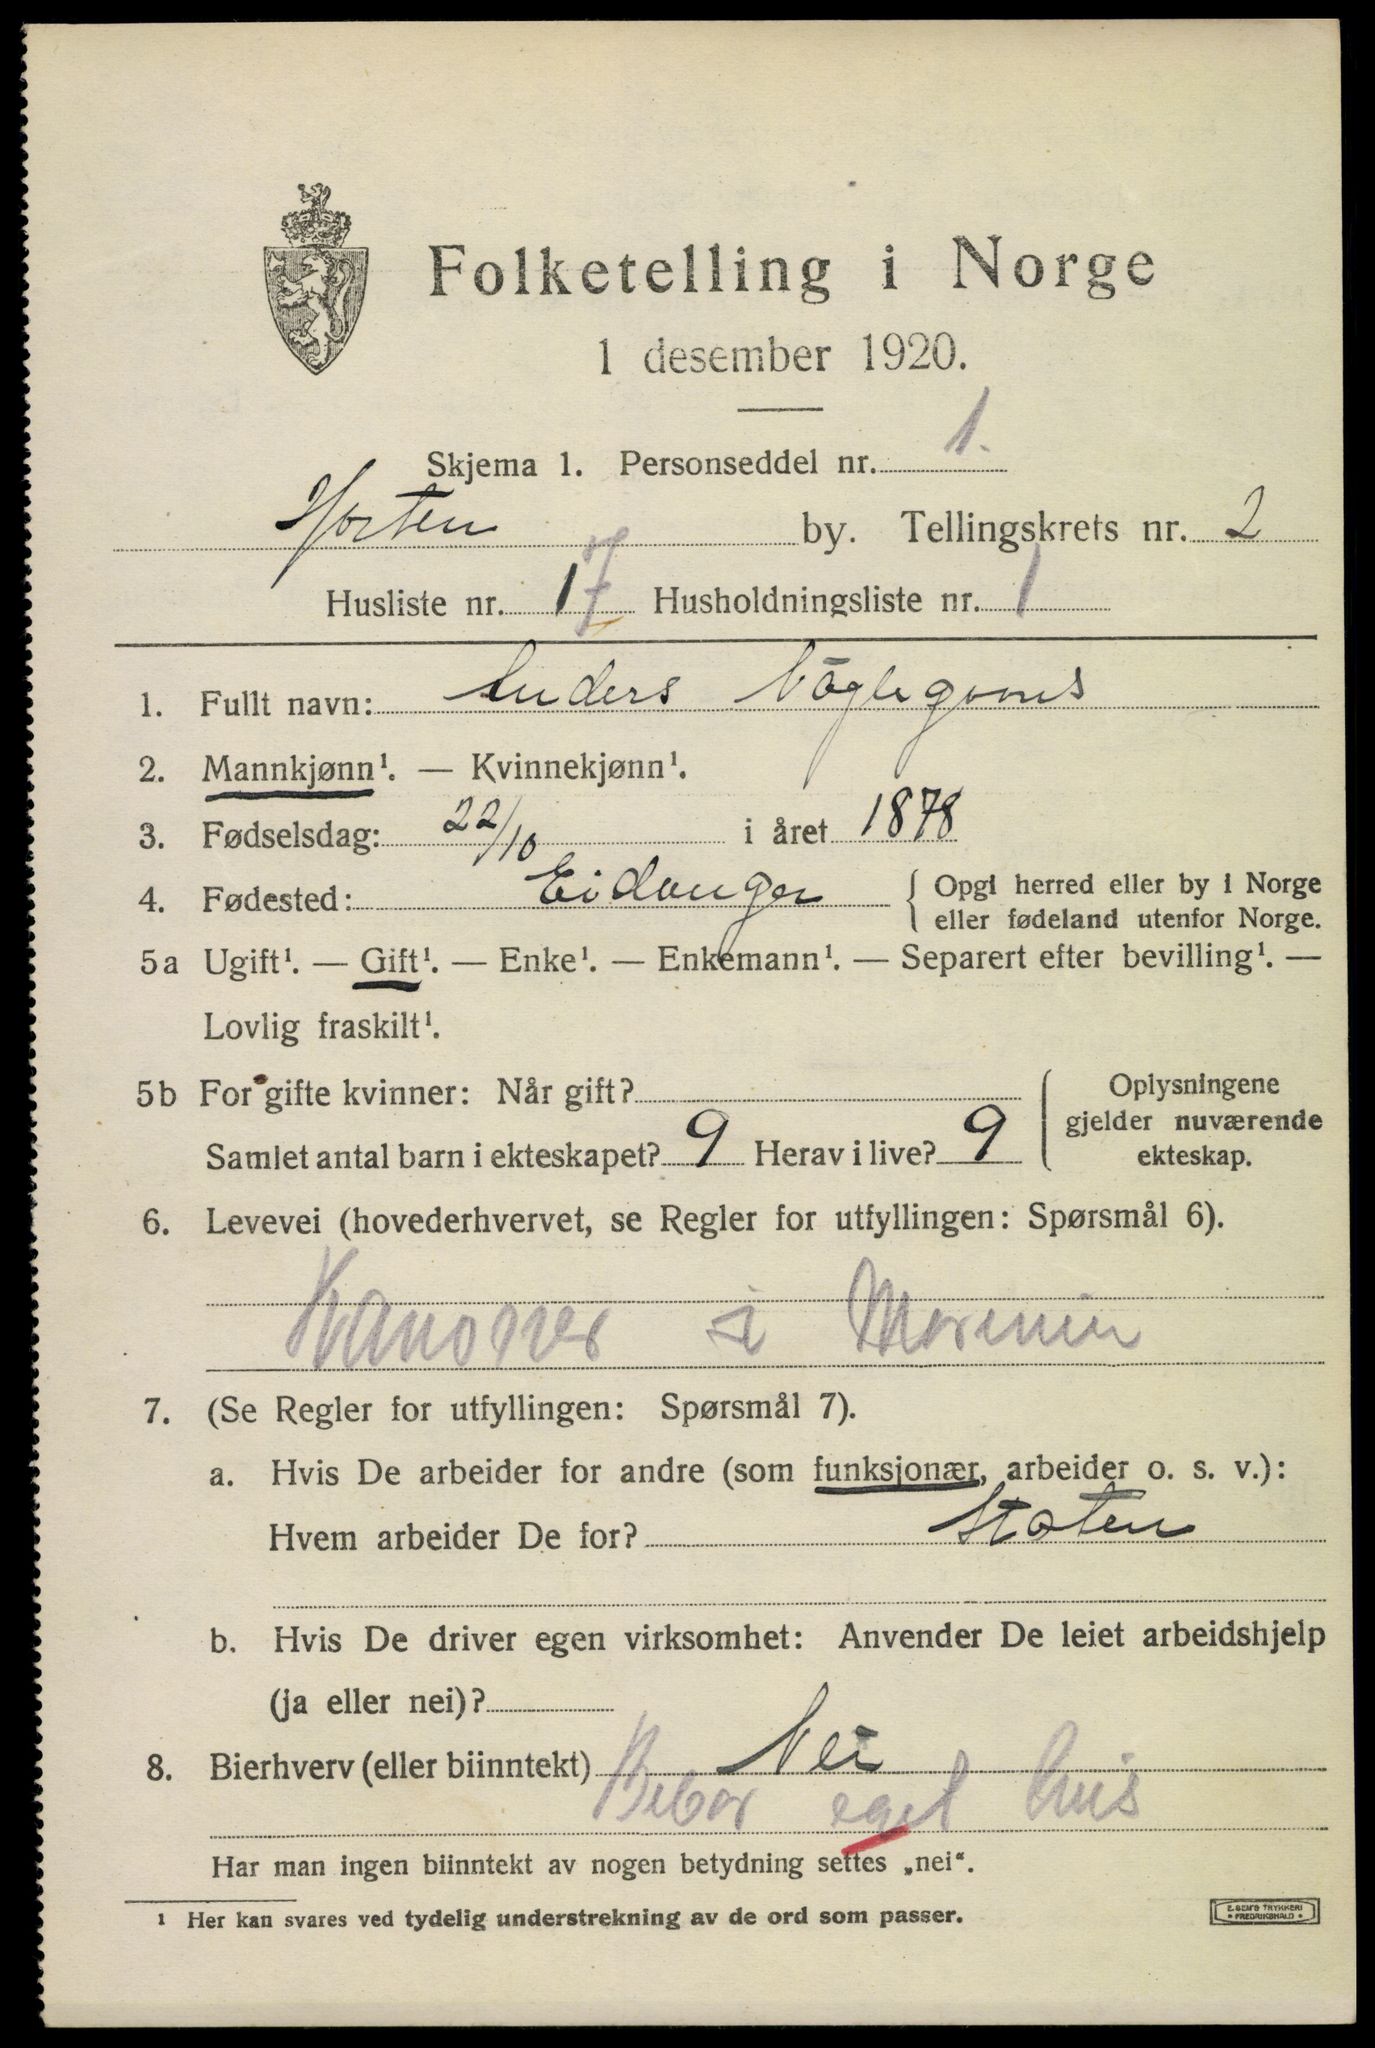 Folketelling i Norge
1 desember 1920.
Skjema 1. Personseddel nr. 1.
Horten by. Tellingskrets nr. 2
Husliste nr. 17 Husholdningsliste nr. 1
1. Fullt navn: Anders
2. Mannkjønn¹. — Kvinnekjønn¹.
3. Fødselsdag: 22/10 i året 1878
4. Fødested: Eidanger { Opgi herred eller by i Norge
eller fødeland utenfor Norge.
5a Ugift¹. — Gift¹. — Enke¹. — Enkemann¹. — Separert efter bevilling¹. —
Lovlig fraskilt¹.
5b For gifte kvinner: Når gift?
Samlet antal barn i ekteskapet? 9 Herav i live? 9
{ Oplysningene
gjelder nuværende
ekteskap.
6. Levevei (hovederhvervet, se Regler for utfyllingen: Spørsmål 6).
Kanoner i Marinen
7. (Se Regler for utfyllingen: Spørsmål 7).
a. Hvis De arbeider for andre (som funksjonær, arbeider o. s. v.):
Hvem arbeider De for? Staten
b. Hvis De driver egen virksomhet: Anvender De leiet arbeidshjelp
(ja eller nei)?
8. Bierhverv (eller biinntekt) Nei
Bebor eget hus
Har man ingen biinntekt av nogen betydning settes „nei“.
¹ Her kan svares ved tydelig understrekning av de ord som passer.
E. SEM'S TRYKKERI
• FREDRIKSHALD •